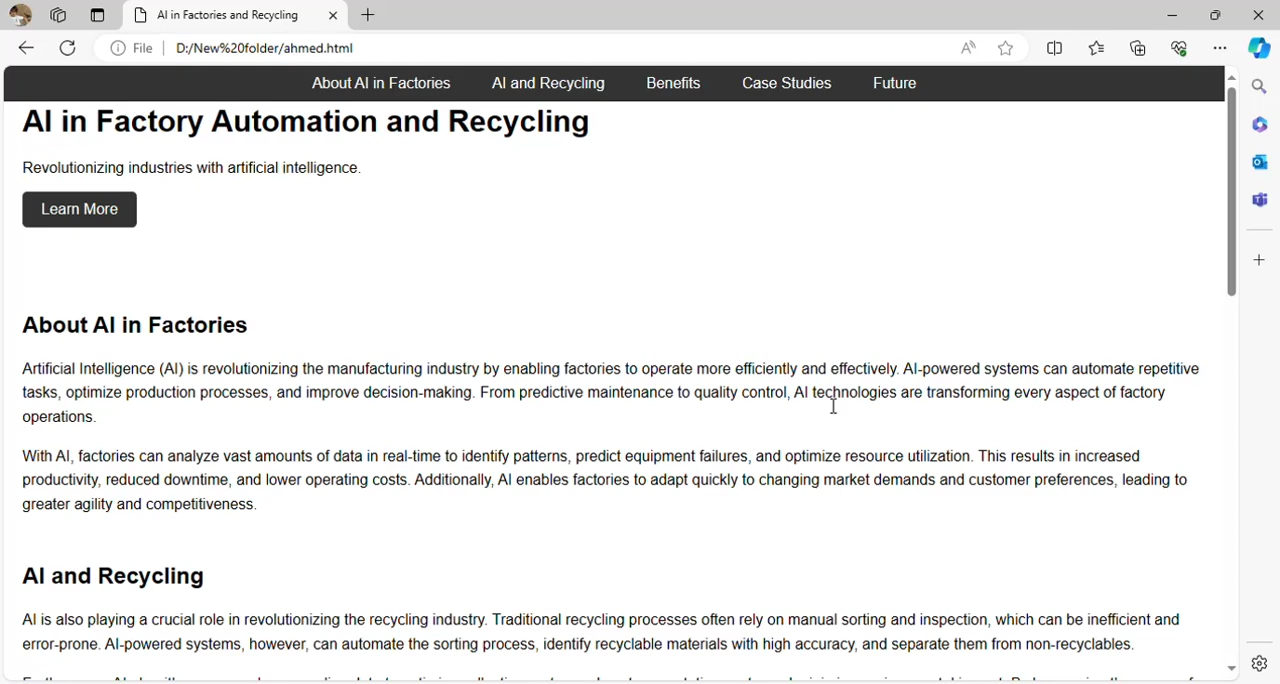 AI in Factories and Recycling
File
D:/New%20folder/ahmed.html
About AI in Factories
AI and Recycling
Benefits
Case Studies
Future
AI in Factory Automation and Recycling
Revolutionizing industries with artificial intelligence.
Learn More
About AI in Factories
Artificial Intelligence (AI) is revolutionizing the manufacturing industry by enabling factories to operate more efficiently and effectively. AI-powered systems can automate repetitive
tasks, optimize production processes, and improve decision-making. From predictive maintenance to quality control, AI technologies are transforming every aspect of factory
operations.
With AI, factories can analyze vast amounts of data in real-time to identify patterns, predict equipment failures, and optimize resource utilization. This results in increased
productivity, reduced downtime, and lower operating costs. Additionally, AI enables factories to adapt quickly to changing market demands and customer preferences, leading to
greater agility and competitiveness.
AI and Recycling
AI is also playing a crucial role in revolutionizing the recycling industry. Traditional recycling processes often rely on manual sorting and inspection, which can be inefficient and
error-prone. AI-powered systems, however, can automate the sorting process, identify recyclable materials with high accuracy, and separate them from non-recyclables.